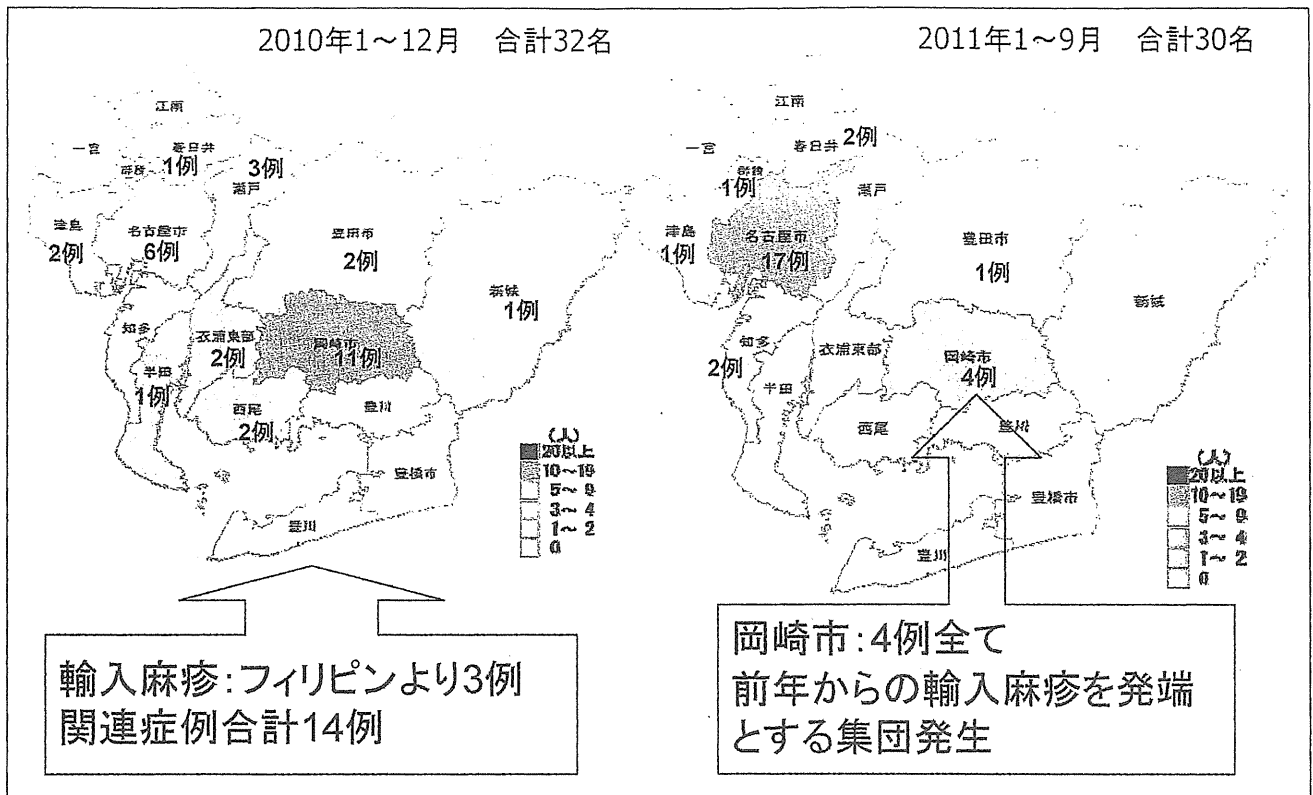 2010年1～12月 合計32名
江南
一宮
春日井
1例
3例
瀬戸
津島
2例
名古屋市
6例
豊田市
2例
新城
1例
知多
衣浦東部
2例
岡崎市
11例
半田
1例
西尾
2例
豊川
豊橋市
豊川
(人)
20以上
10～19
5～9
3～4
1～2
0
輸入麻疹：フィリピンより3例
関連症例合計14例
2011年1～9月 合計30名
江南
一宮
春日井
2例
1例
瀬戸
津島
1例
名古屋市
17例
豊田市
1例
新城
知多
2例
衣浦東部
岡崎市
4例
半田
西尾
豊川
豊橋市
豊川
(人)
20以上
10～19
5～9
3～4
1～2
0
岡崎市：4例全て
前年からの輸入麻疹を発端
とする集団発生